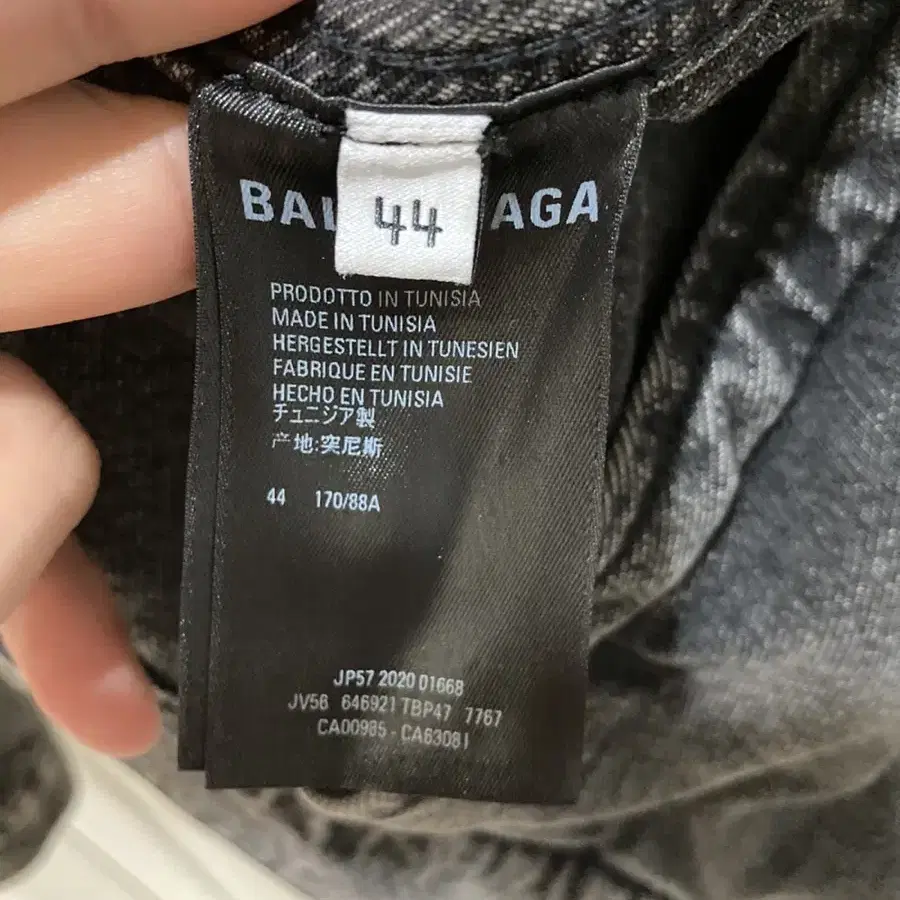 BAL AGA
44
PRODOTTO IN TUNISIA
MADE IN TUNISIA
HERGESTELLT IN TUNESIEN
FABRIQUE EN TUNISIE
HECHO EN TUNISIA
チュニジア製
产地:突尼斯
44 170/88A
JP57 2020 01668
JV56 646921 TBP47 7767
CA00985 - CA63081